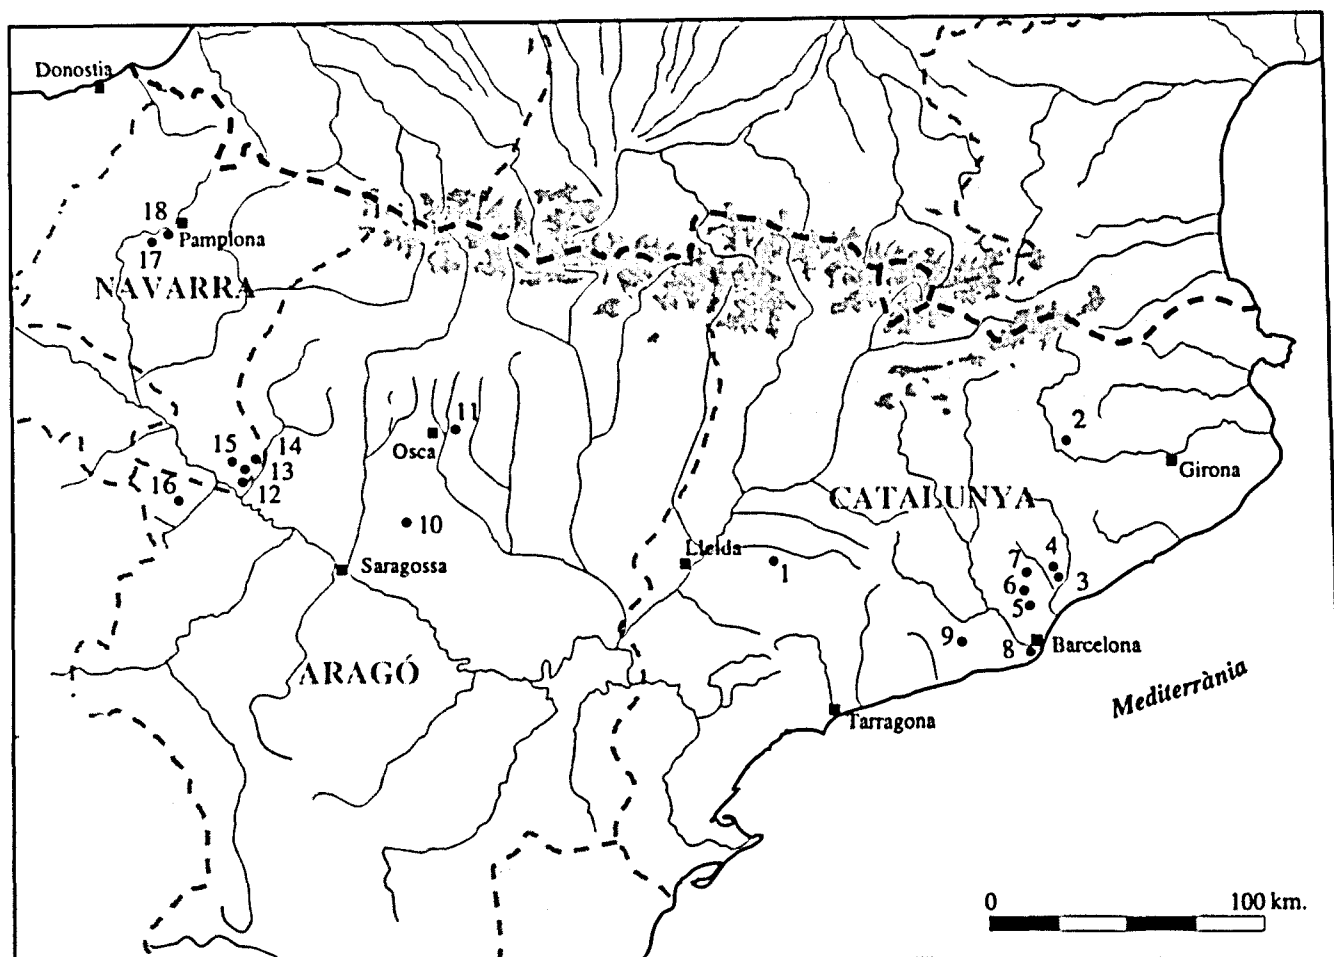 Donostia
18
Pamplona
17
NAVARRA
11
Osca
2
Girona
15
14
13
16
12
CATALUNYA
10
Lleida
1
Saragossa
7
4
6
3
5
9
8
Barcelona
ARAGÓ
Mediterrània
Tarragona
0
100 km.